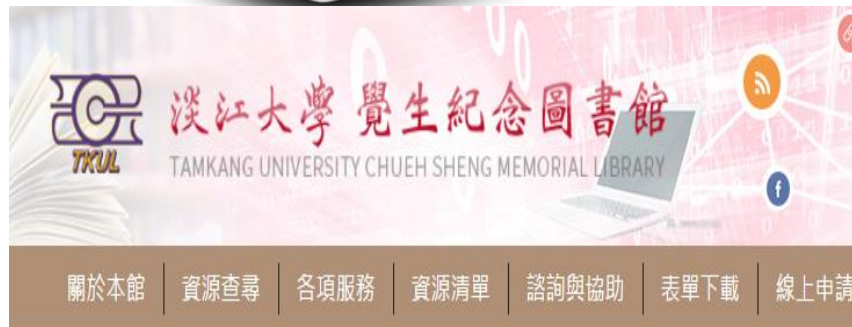 淡江大學 覺生紀念圖書館
TKUL
TAMKANG UNIVERSITY CHUEH SHENG MEMORIAL LIBRARY
關於本館 資源查尋 各項服務 資源清單 諮詢與協助 表單下載 線上申請